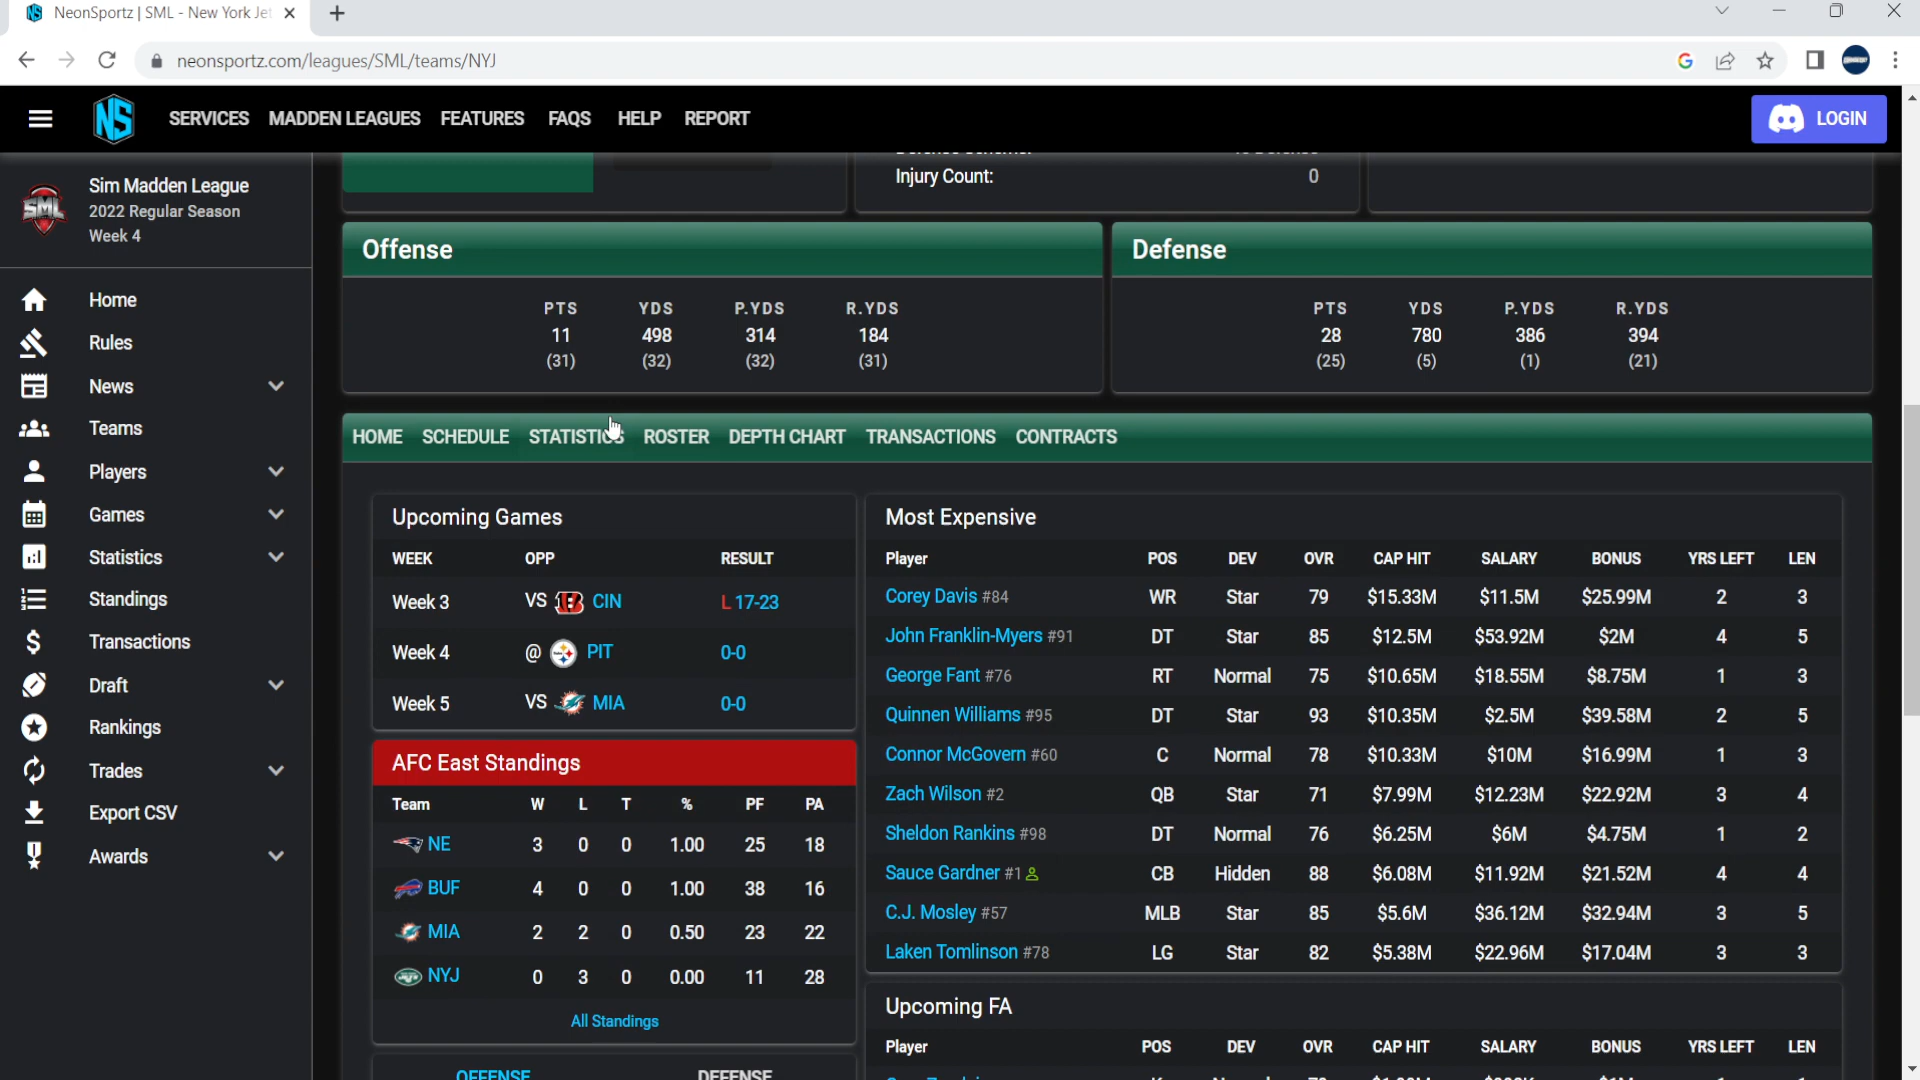 NeonSportz | SML - New York Jet
neonsportz.com/leagues/SML/teams/NYJ
NS SERVICES MADDEN LEAGUES FEATURES FAQS HELP REPORT LOGIN
SML
Sim Madden League
2022 Regular Season
Week 4
Home
Rules
News
Teams
Players
Games
Statistics
Standings
Transactions
Draft
Rankings
Trades
Export CSV
Awards
Injury Count: 0
Offense
PTS YDS P.YDS R.YDS
11 498 314 184
(31) (32) (32) (31)
Defense
PTS YDS P.YDS R.YDS
28 780 386 394
(25) (5) (1) (21)
HOME SCHEDULE STATISTICS ROSTER DEPTH CHART TRANSACTIONS CONTRACTS
Upcoming Games
WEEK OPP RESULT
Week 3 VS CIN L 17-23
Week 4 @ PIT 0-0
Week 5 VS MIA 0-0
AFC East Standings
Team W L T % PF PA
NE 3 0 0 1.00 25 18
BUF 4 0 0 1.00 38 16
MIA 2 2 0 0.50 23 22
NYJ 0 3 0 0.00 11 28
All Standings
OFFENSE DEFENSE
Most Expensive
Player POS DEV OVR CAP HIT SALARY BONUS YRS LEFT LEN
Corey Davis #84 WR Star 79 $15.33M $11.5M $25.99M 2 3
John Franklin-Myers #91 DT Star 85 $12.5M $53.92M $2M 4 5
George Fant #76 RT Normal 75 $10.65M $18.55M $8.75M 1 3
Quinnen Williams #95 DT Star 93 $10.35M $2.5M $39.58M 2 5
Connor McGovern #60 C Normal 78 $10.33M $10M $16.99M 1 3
Zach Wilson #2 QB Star 71 $7.99M $12.23M $22.92M 3 4
Sheldon Rankins #98 DT Normal 76 $6.25M $6M $4.75M 1 2
Sauce Gardner #1 CB Hidden 88 $6.08M $11.92M $21.52M 4 4
C.J. Mosley #57 MLB Star 85 $5.6M $36.12M $32.94M 3 5
Laken Tomlinson #78 LG Star 82 $5.38M $22.96M $17.04M 3 3
Upcoming FA
Player POS DEV OVR CAP HIT SALARY BONUS YRS LEFT LEN